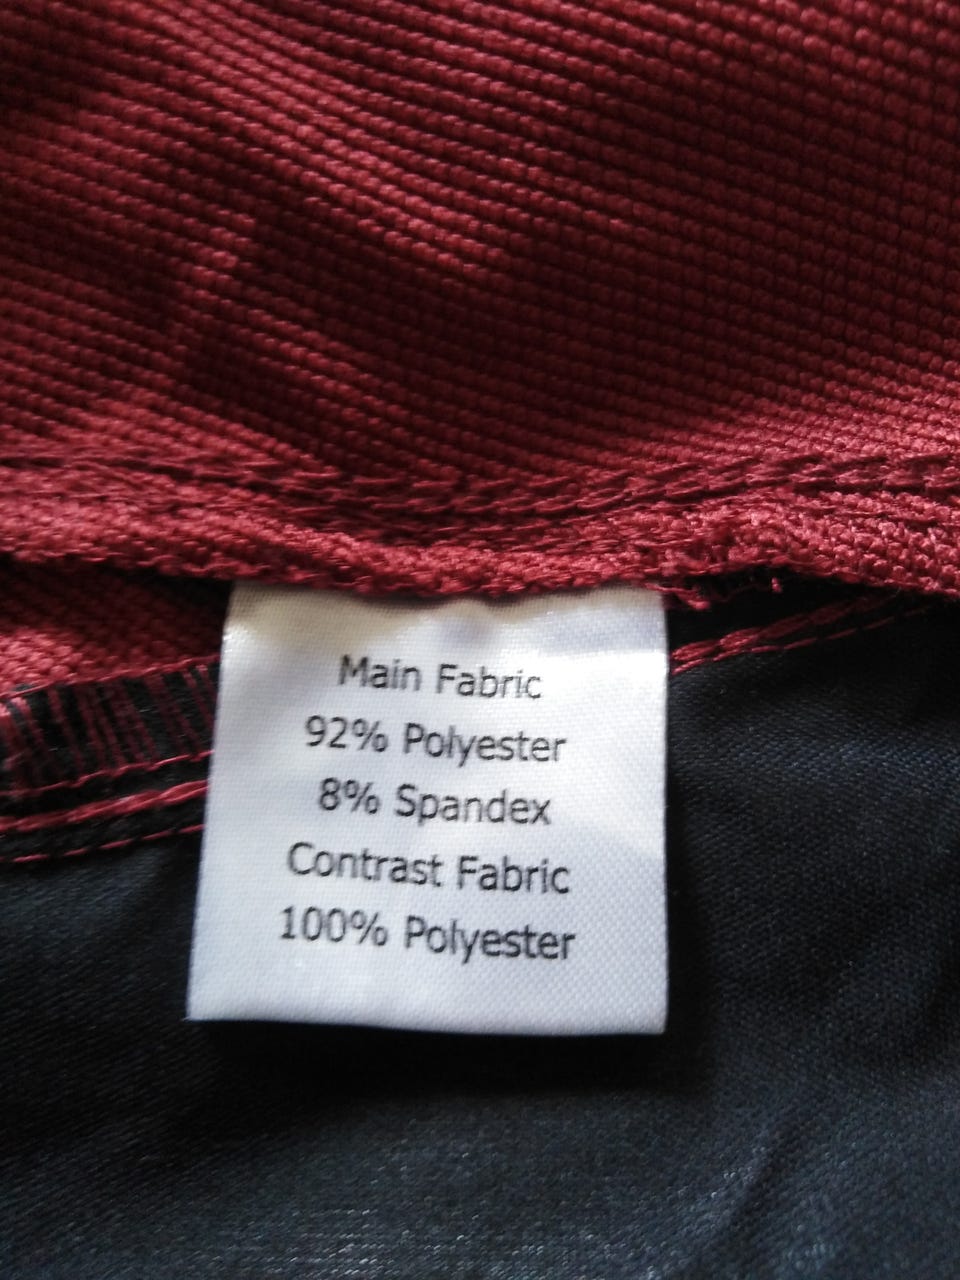 Main Fabric
92% Polyester
8% Spandex
Contrast Fabric
100% Polyester